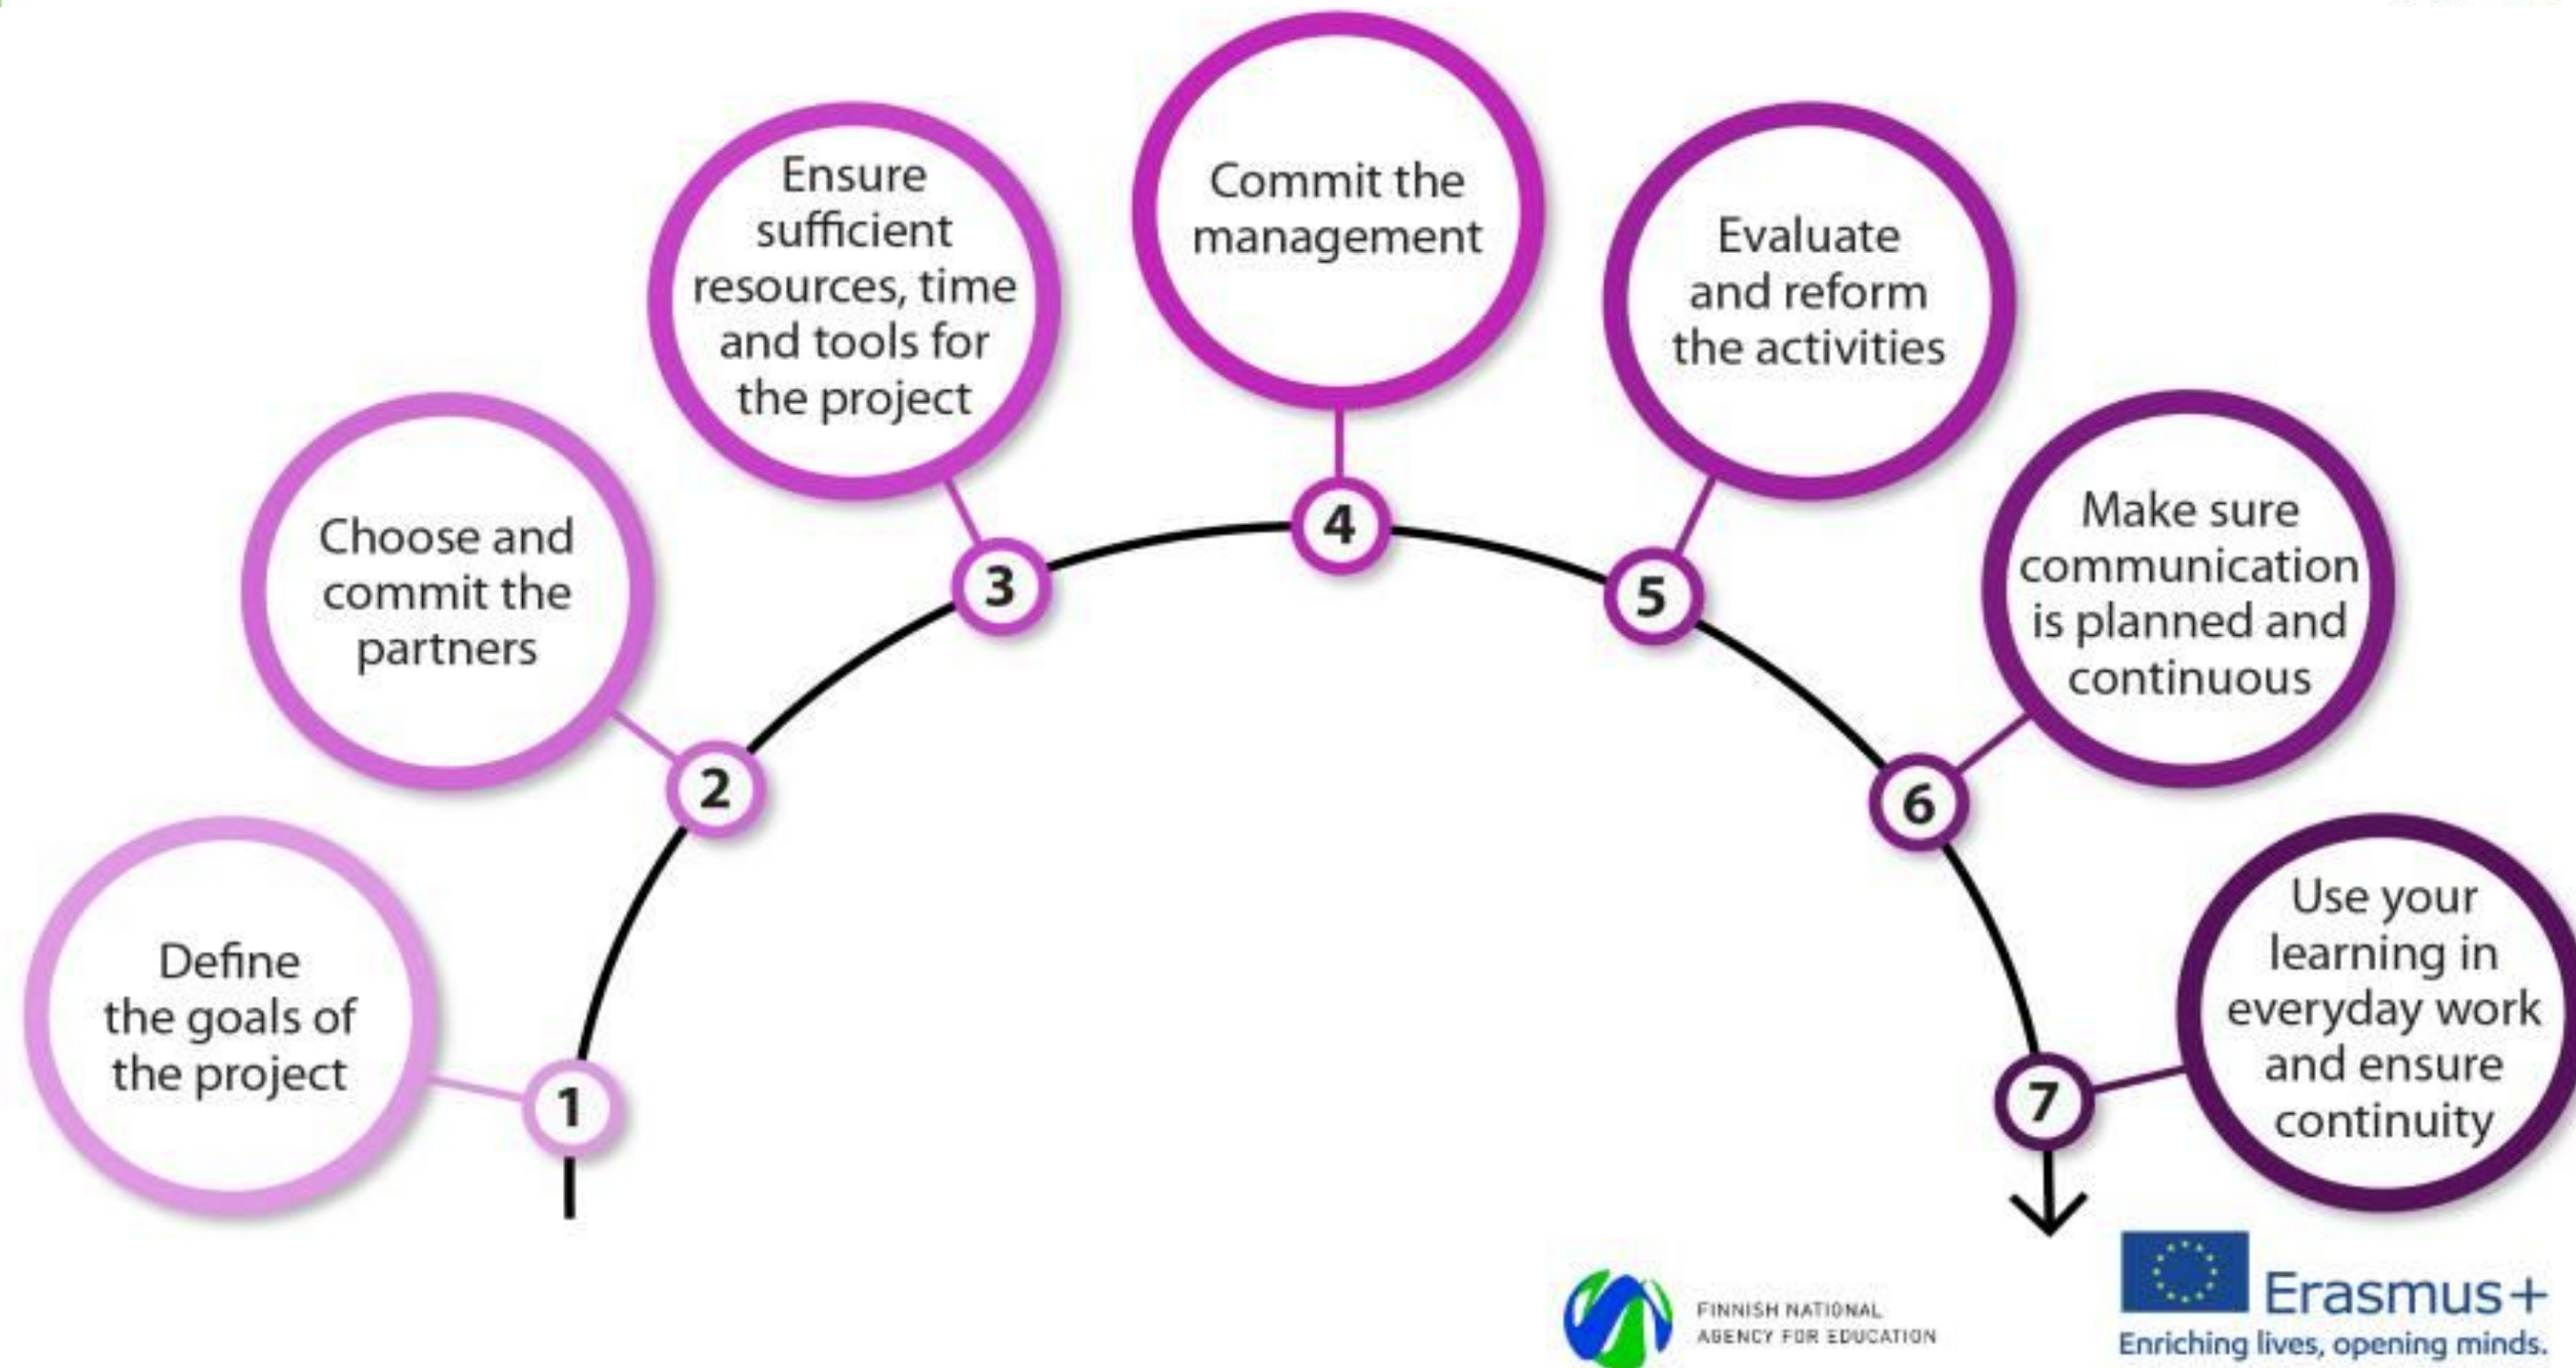 Define
the goals of
the project
1
Choose and
commit the
partners
2
Ensure
sufficient
resources, time
and tools for
the project
3
Commit the
management
4
Evaluate
and reform
the activities
5
Make sure
communication
is planned and
continuous
6
Use your
learning in
everyday work
and ensure
continuity
7
FINNISH NATIONAL
AGENCY FOR EDUCATION
Erasmus+
Enriching lives, opening minds.